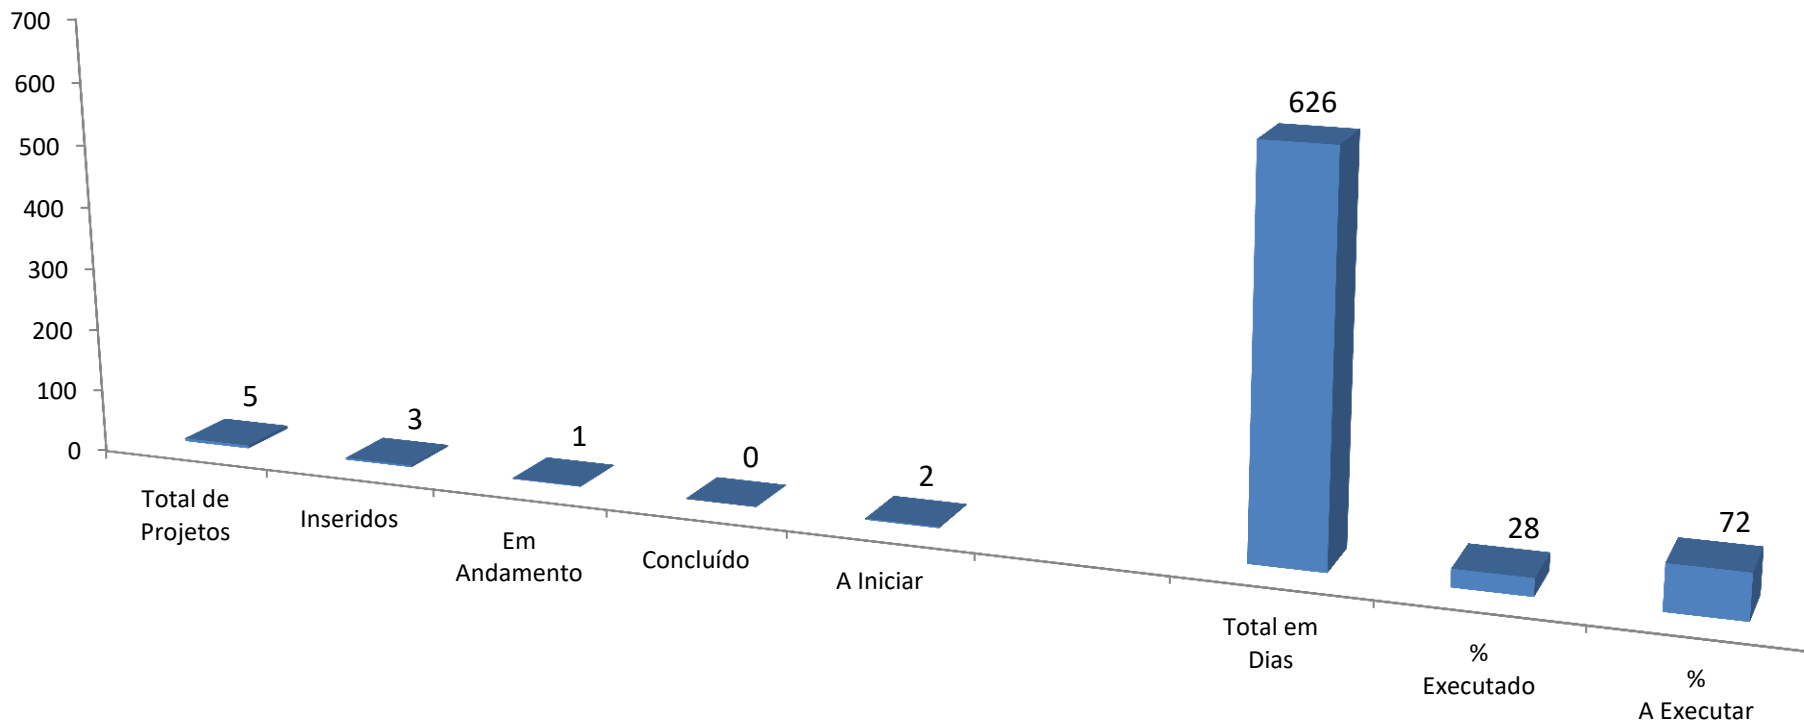 700
600
500
400
300
200
100
0
5
3
1
0
2
626
28
72
Total de
Projetos
Inseridos
Em
Andamento
Concluído
A Iniciar
Total em
Dias
%
Executado
%
A Executar